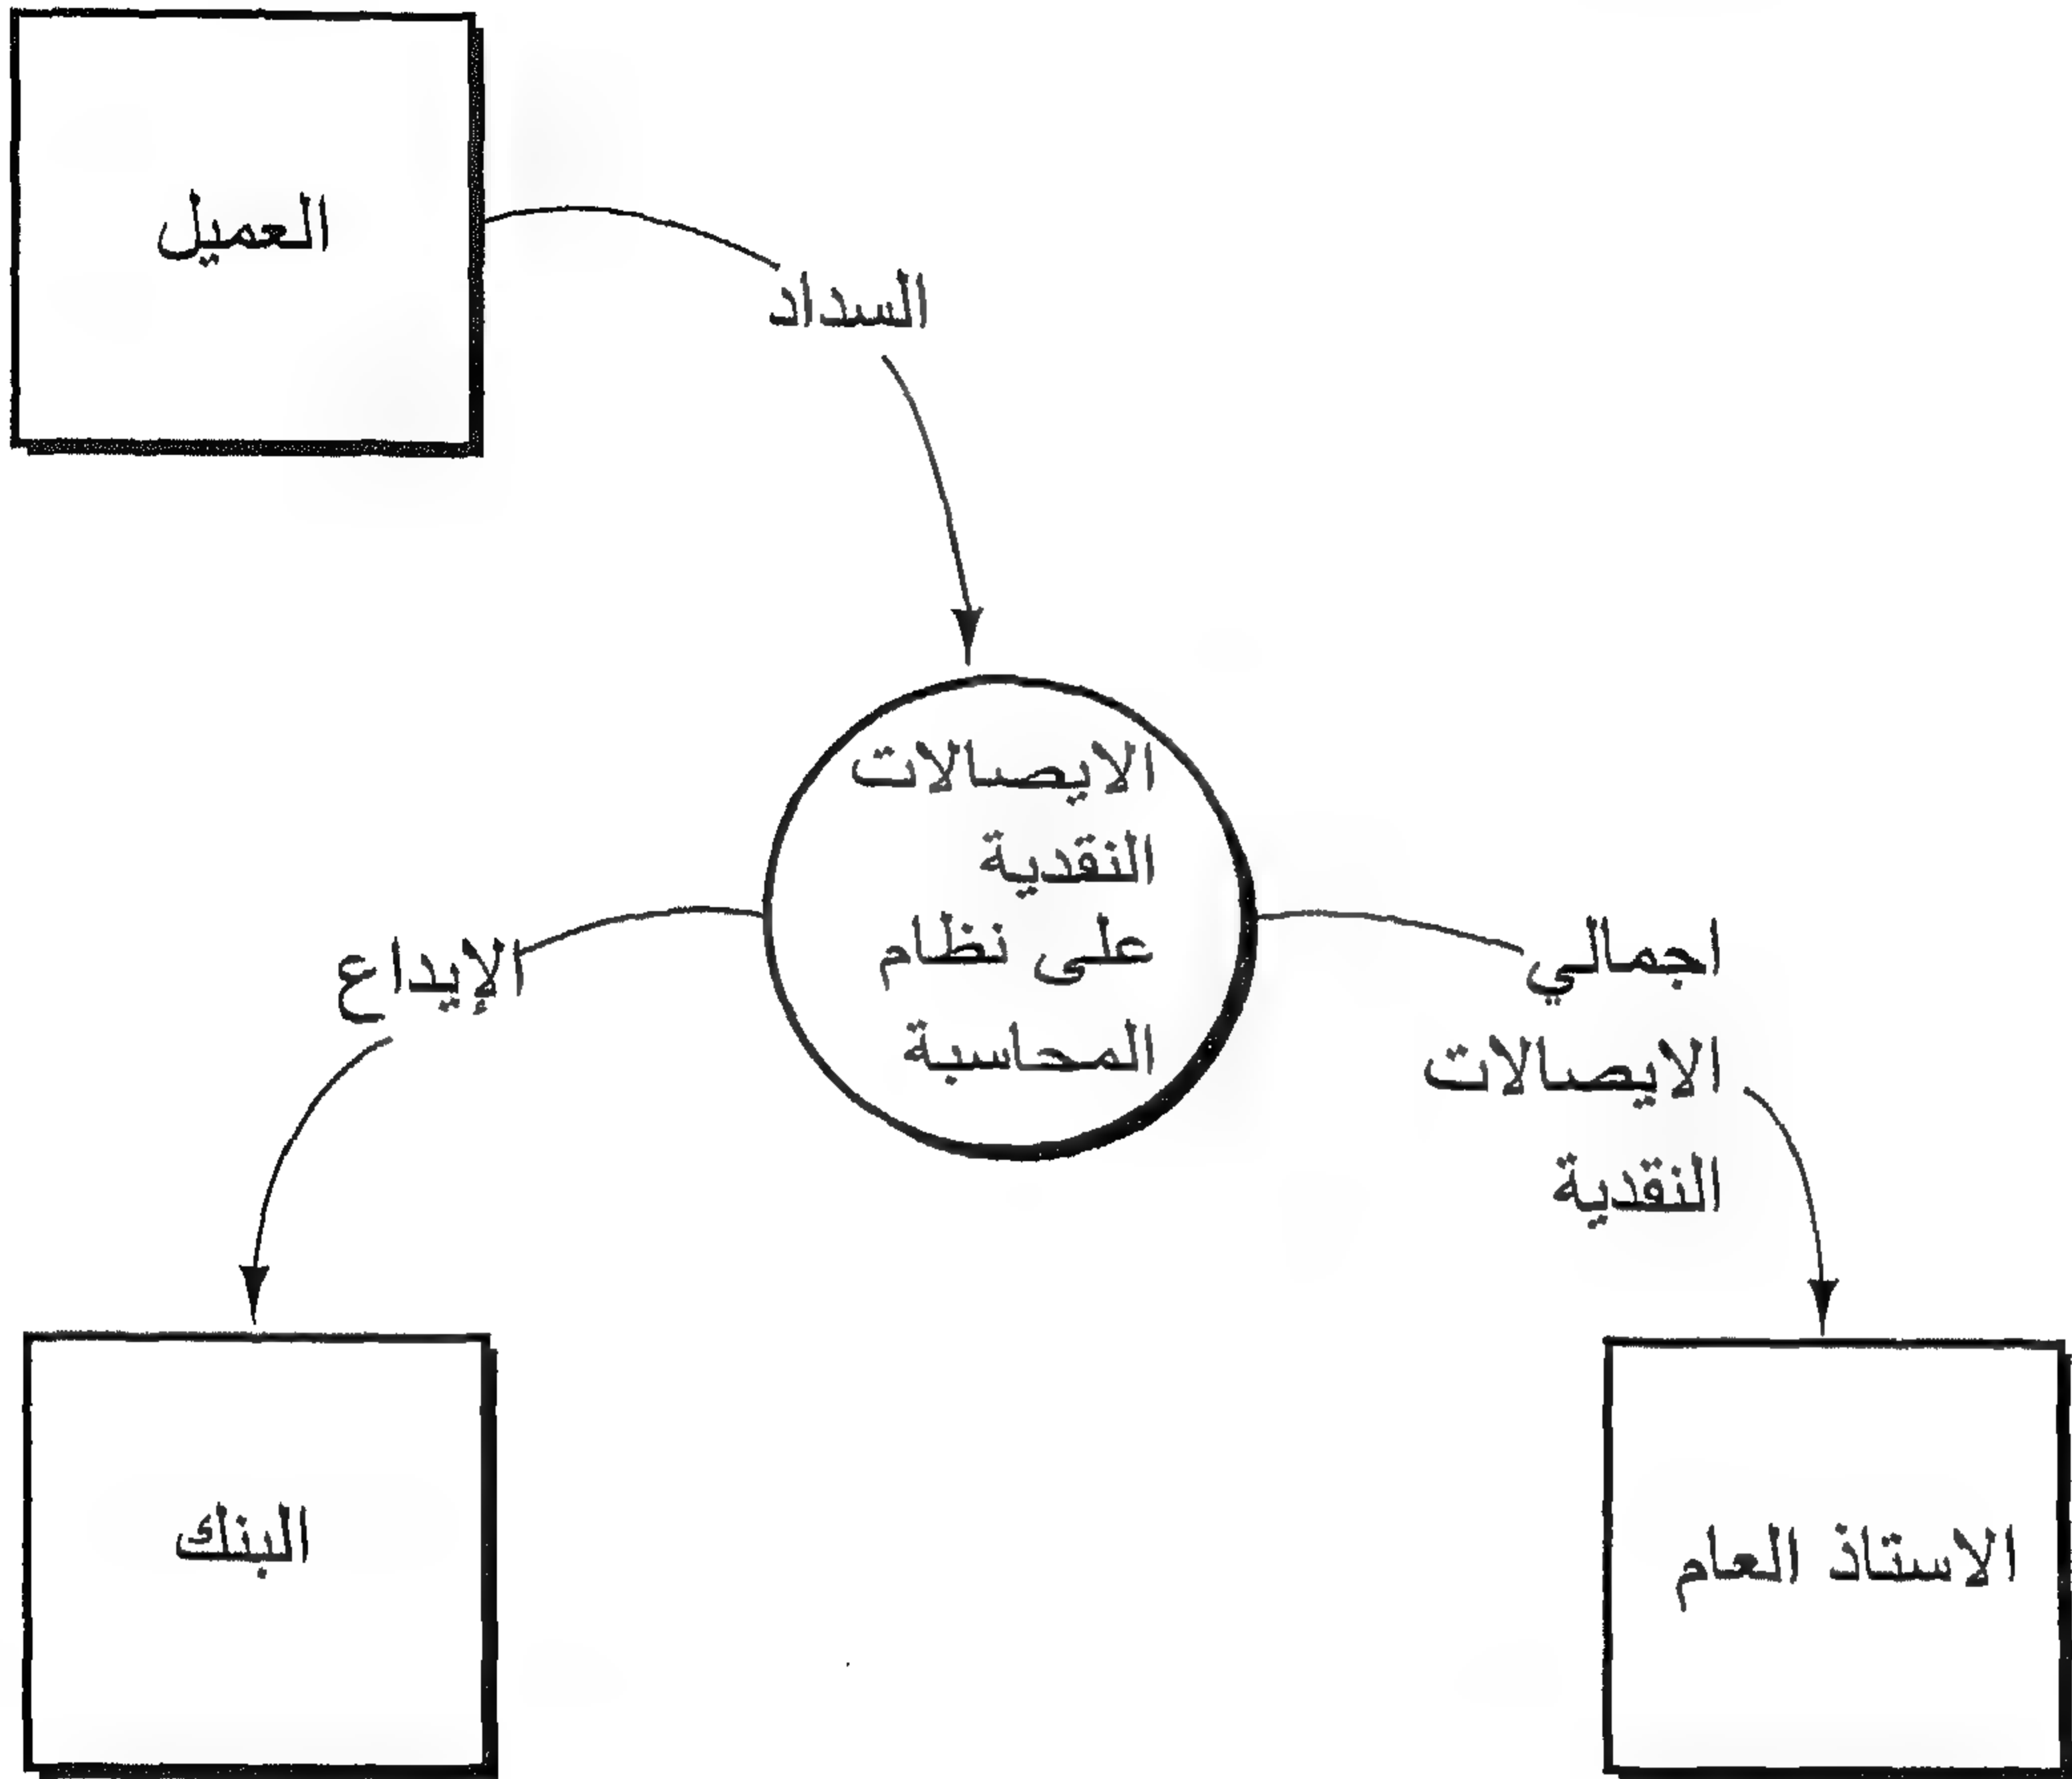 العميل
السداد
الايصالات
النقدية
على نظام
المحاسبة
اجمالي
الايصالات
النقدية
الإيداع
الاستاذ العام
البنك